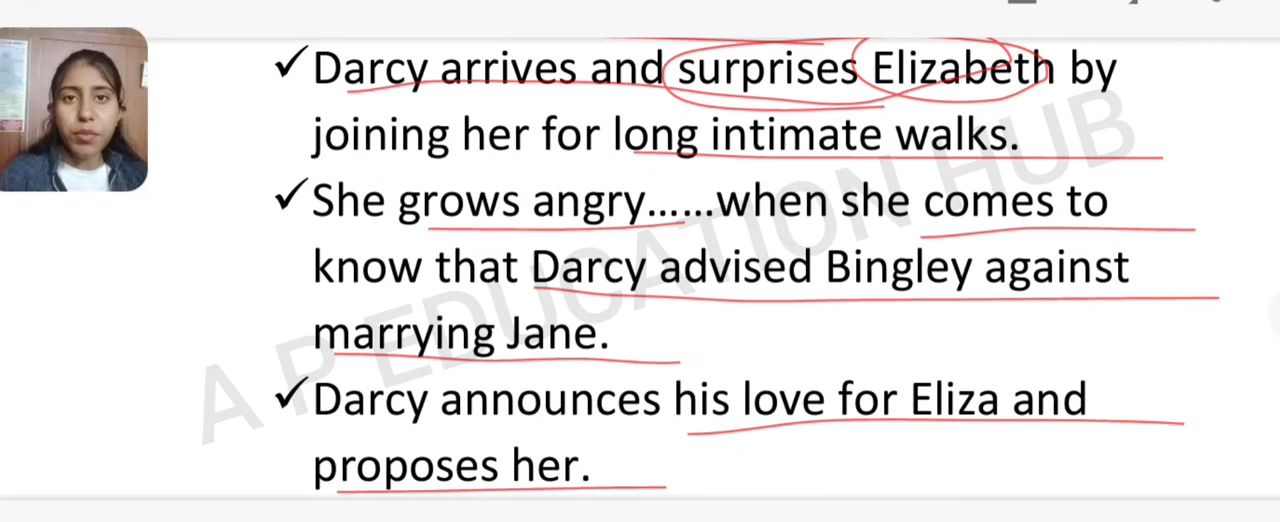 ✓ Darcy arrives and surprises Elizabeth by
joining her for long intimate walks.
✓ She grows angry......when she comes to
know that Darcy advised Bingley against
marrying Jane.
✓ Darcy announces his love for Eliza and
proposes her.
A P EDUCATION HUB